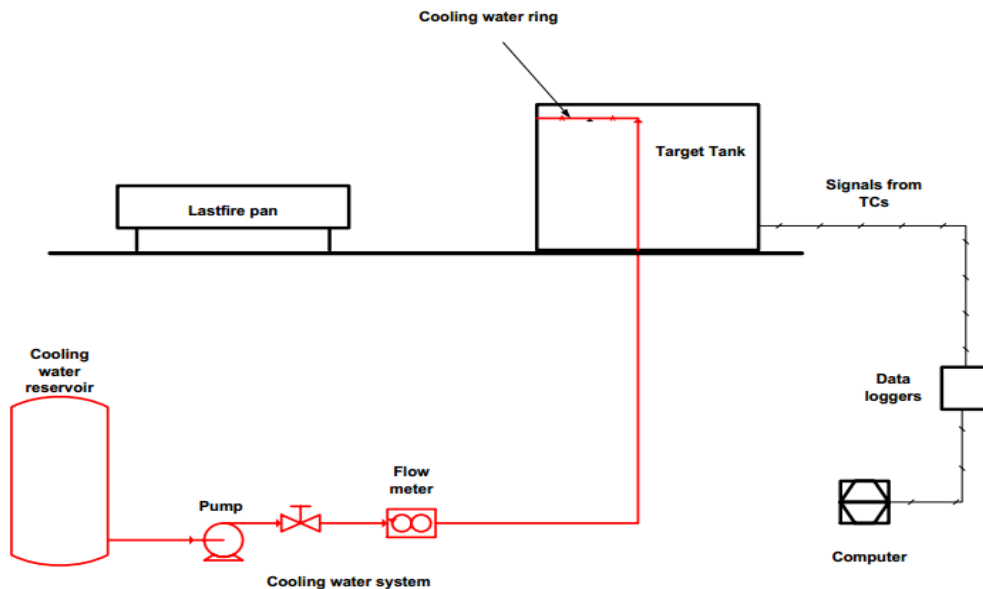 Cooling water ring
Target Tank
Lastfire pan
Signals from
TCs
Cooling
water
reservoir
Data
loggers
Flow
meter
Pump
Computer
Cooling water system